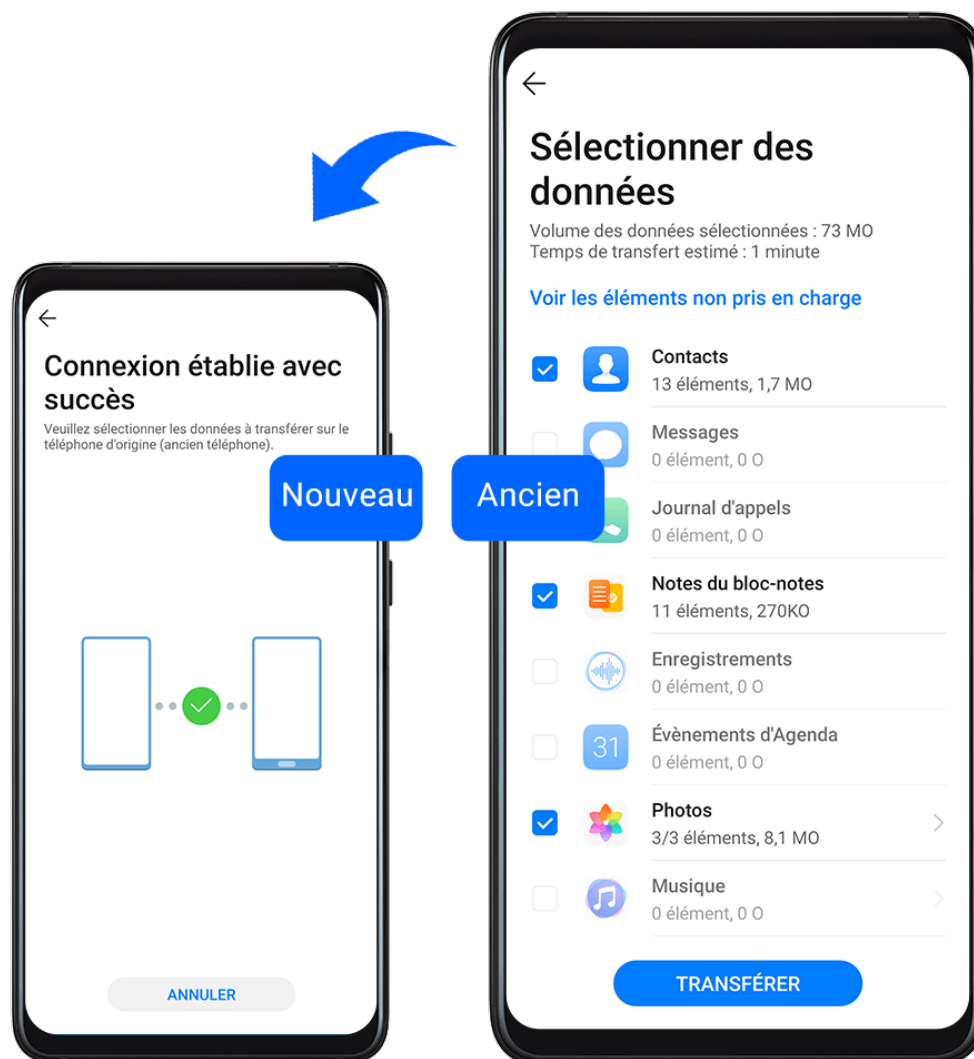 Connexion établie avec
succès
Veuillez sélectionner les données à transférer sur le
téléphone d'origine (ancien téléphone).
Nouveau
ANNULER
Ancien
Sélectionner des
données
Volume des données sélectionnées : 73 MO
Temps de transfert estimé : 1 minute
Voir les éléments non pris en charge
Contacts
13 éléments, 1,7 MO
Messages
0 élément, 0 O
Journal d'appels
0 élément, 0 O
Notes du bloc-notes
11 éléments, 270KO
Enregistrements
0 élément, 0 O
31
Évènements d'Agenda
0 élément, 0 O
Photos
3/3 éléments, 8,1 MO
Musique
0 élément, 0 O
TRANSFÉRER